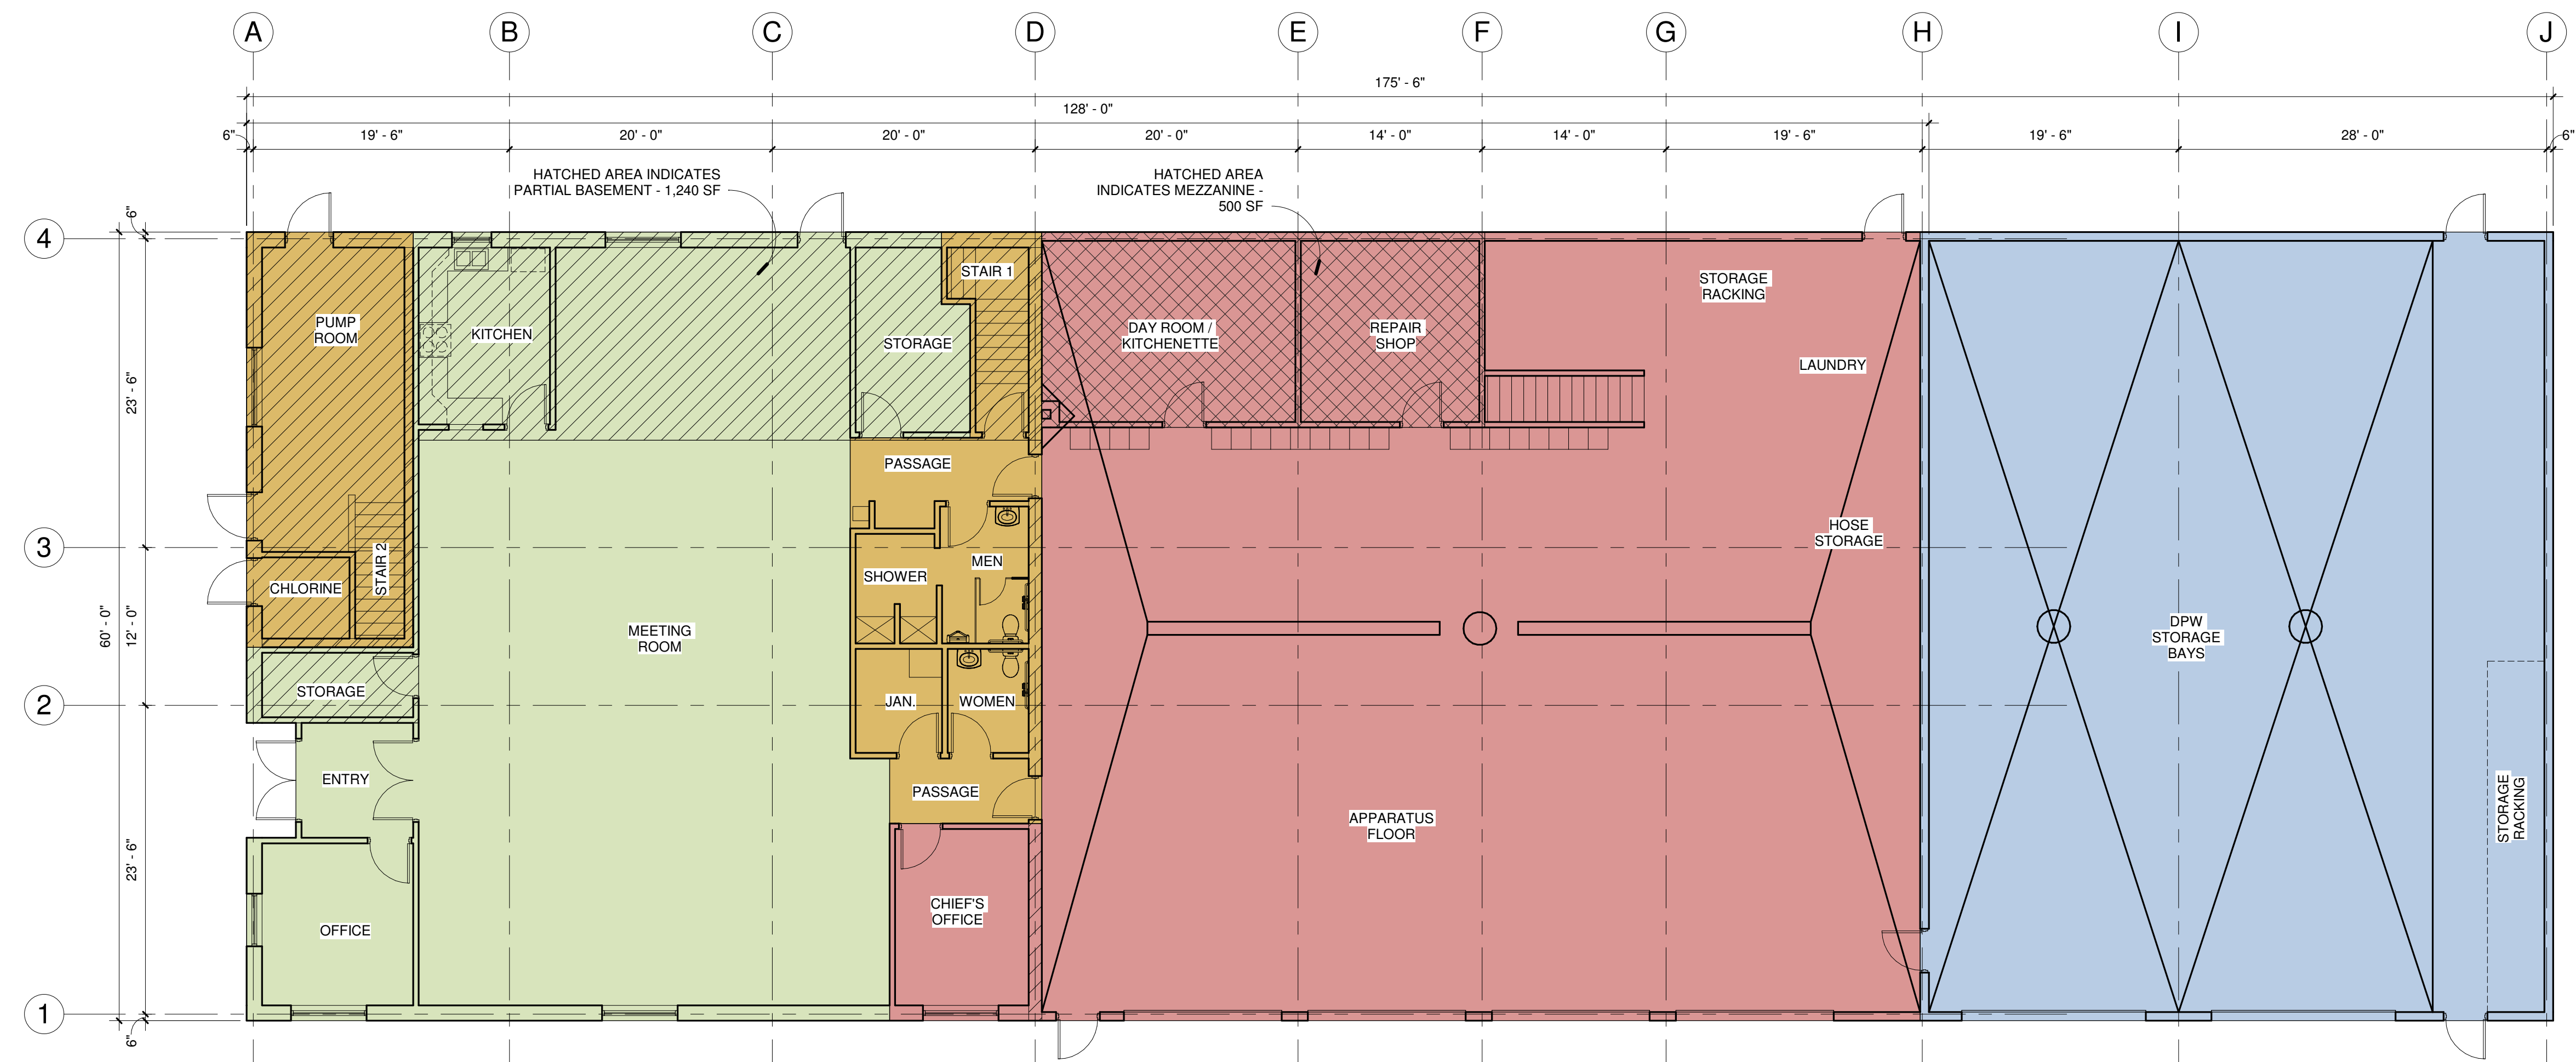 A
B
C
D
E
F
G
H
I
J
175' - 6"
128' - 0"
6"
19' - 6"
20' - 0"
20' - 0"
20' - 0"
14' - 0"
14' - 0"
19' - 6"
19' - 6"
28' - 0"
6"
HATCHED AREA INDICATES
PARTIAL BASEMENT - 1,240 SF
HATCHED AREA
INDICATES MEZZANINE -
500 SF
6"
4
23' - 6"
3
60' - 0"
12' - 0"
2
23' - 6"
1
6"
PUMP
ROOM
KITCHEN
STORAGE
STAIR 1
DAY ROOM /
KITCHENETTE
REPAIR
SHOP
STORAGE
RACKING
LAUNDRY
PASSAGE
HOSE
STORAGE
STAIR 2
CHLORINE
SHOWER
MEN
MEETING
ROOM
DPW
STORAGE
BAYS
STORAGE
JAN.
WOMEN
ENTRY
PASSAGE
APPARATUS
FLOOR
STORAGE
RACKING
CHIEF'S
OFFICE
OFFICE